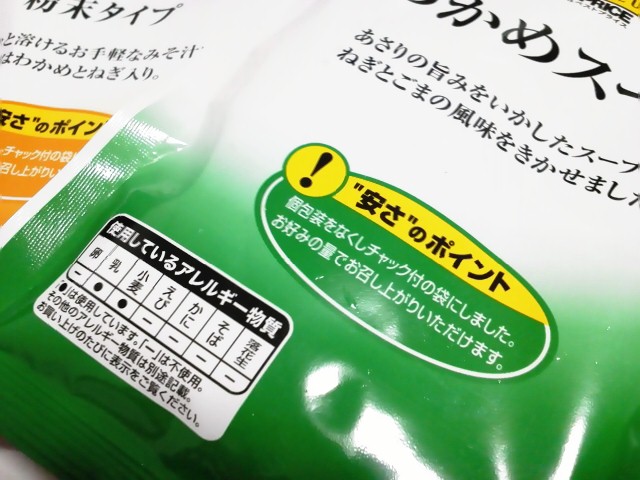 粉末タイプ
と溶けるお手軽なみそ汁
はわかめとねぎ入り。
安さ"のポイン
チャック付の袋に
召し上がりい
PRICE
かめスー
あさりの旨みをいかしたスープ
ねぎとごまの風味をきかせました
!
"安さ"のポイント
個包装をなくしチャック付の袋にしました。
お好みの量でお召し上がりいただけます。
使用しているアレルギー物質
卵 乳 小麦 えび かに そば 落花生
− ● ● − − − −
●は使用しています。「−」は不使用。
その他のアレルギー物質は別途記載。
お買い上げのたびに表示をご覧ください。